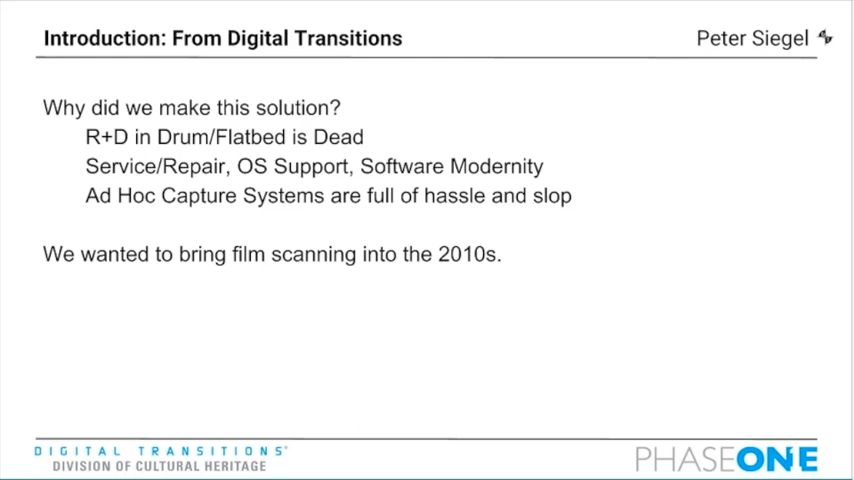 Introduction: From Digital Transitions
Peter Siegel
Why did we make this solution?
R+D in Drum/Flatbed is Dead
Service/Repair, OS Support, Software Modernity
Ad Hoc Capture Systems are full of hassle and slop
We wanted to bring film scanning into the 2010s.
DIGITAL TRANSITIONS
DIVISION OF CULTURAL HERITAGE
PHASEONE